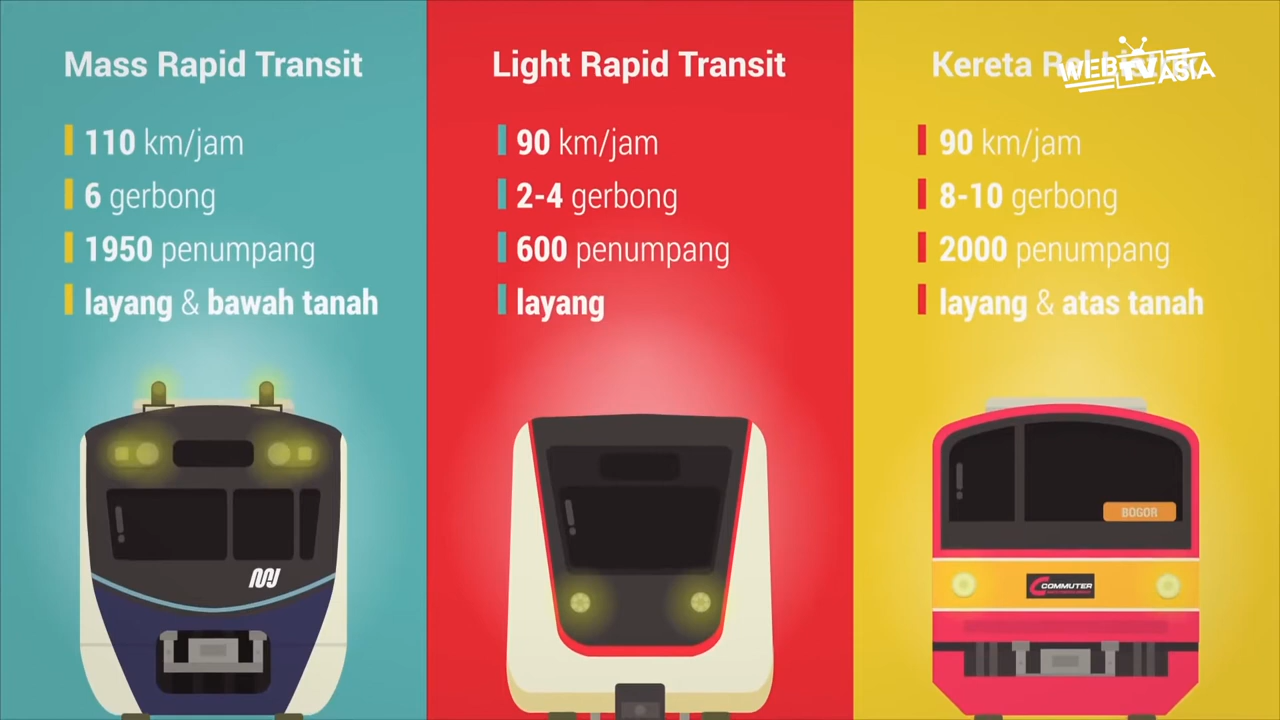 Mass Rapid Transit
110 km/jam
6 gerbong
1950 penumpang
layang & bawah tanah
Light Rapid Transit
90 km/jam
2-4 gerbong
600 penumpang
layang
Kereta
WEBTVASIA
90 km/jam
8-10 gerbong
2000 penumpang
layang & atas tanah
BOGOR
COMMUTER